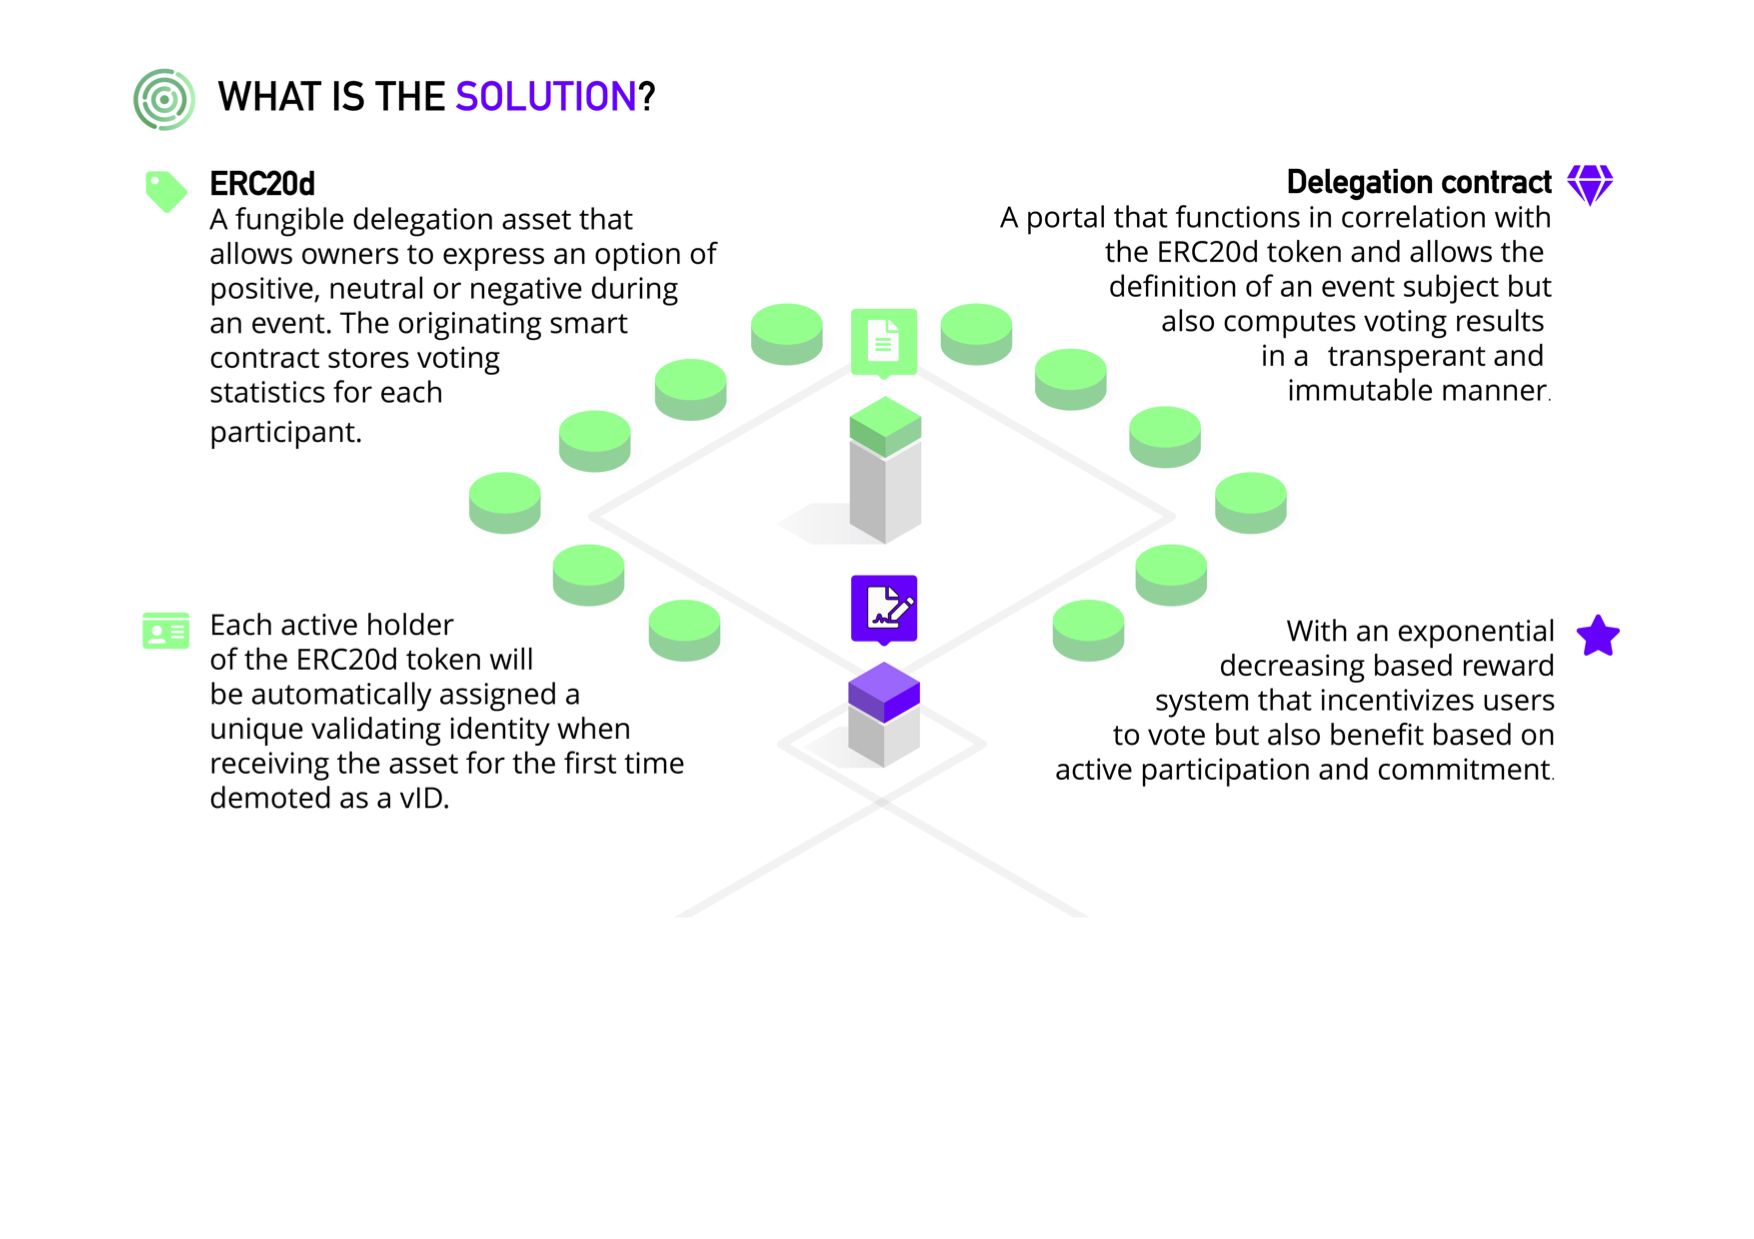 WHAT IS THE SOLUTION?
ERC20d
A fungible delegation asset that
allows owners to express an option of
positive, neutral or negative during
an event. The originating smart
contract stores voting
statistics for each
participant.
Delegation contract
A portal that functions in correlation with
the ERC20d token and allows the
definition of an event subject but
also computes voting results
in a transperant and
immutable manner.
Each active holder
of the ERC20d token will
be automatically assigned a
unique validating identity when
receiving the asset for the first time
demoted as a vID.
With an exponential
decreasing based reward
system that incentivizes users
to vote but also benefit based on
active participation and commitment.